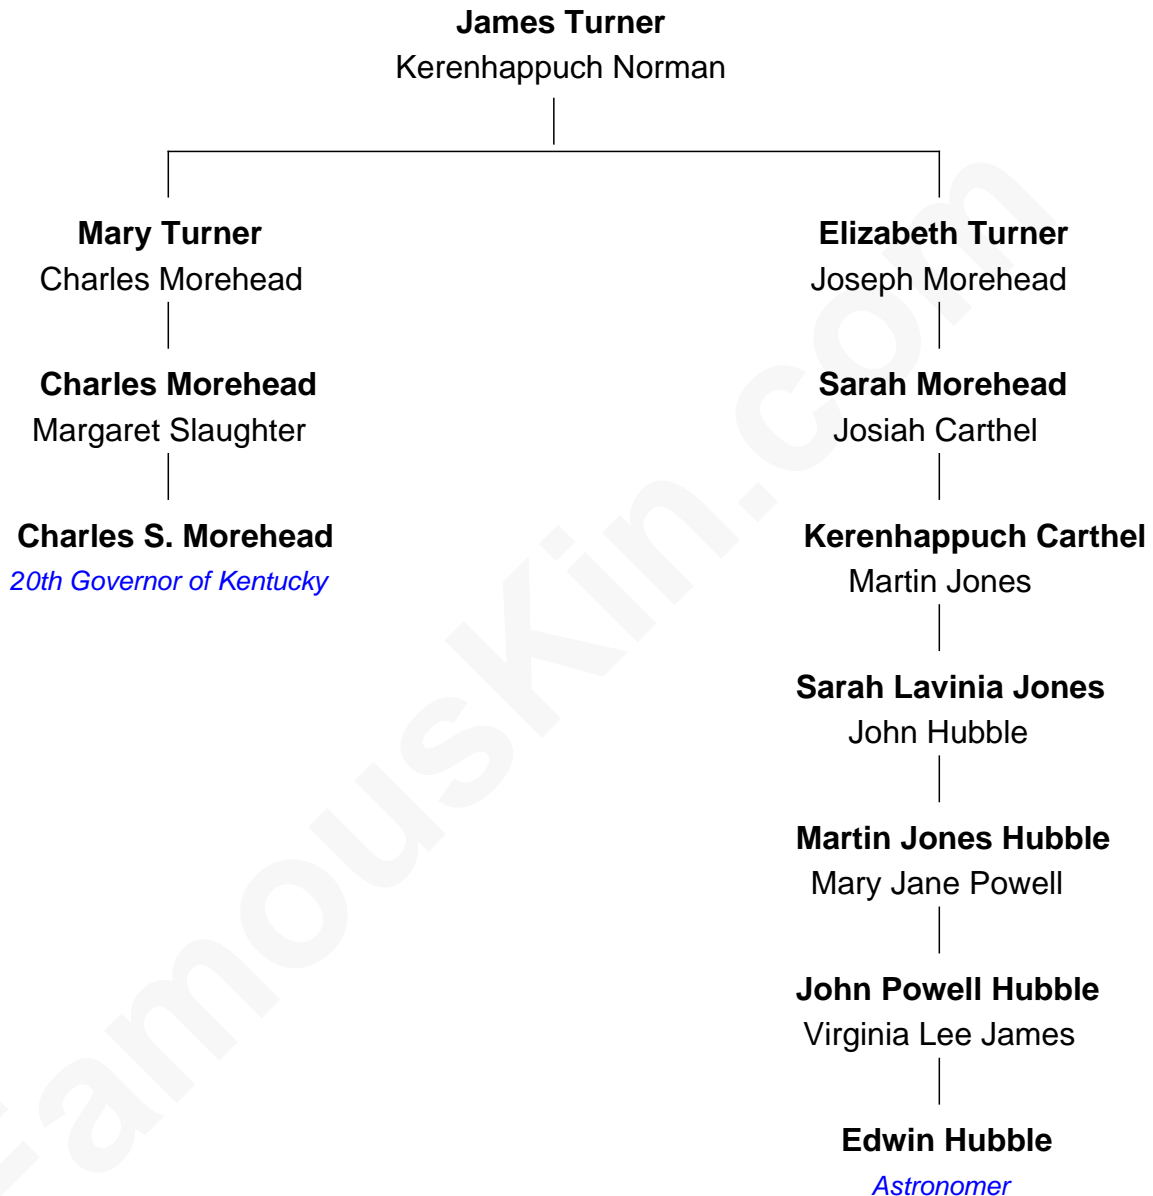 James Turner
Kerenhappuch Norman
Mary Turner
Charles Morehead
Elizabeth Turner
Joseph Morehead
Charles Morehead
Margaret Slaughter
Sarah Morehead
Josiah Carthel
Charles S. Morehead
20th Governor of Kentucky
Kerenhappuch Carthel
Martin Jones
Sarah Lavinia Jones
John Hubble
Martin Jones Hubble
Mary Jane Powell
John Powell Hubble
Virginia Lee James
Edwin Hubble
Astronomer
FamousKin.com